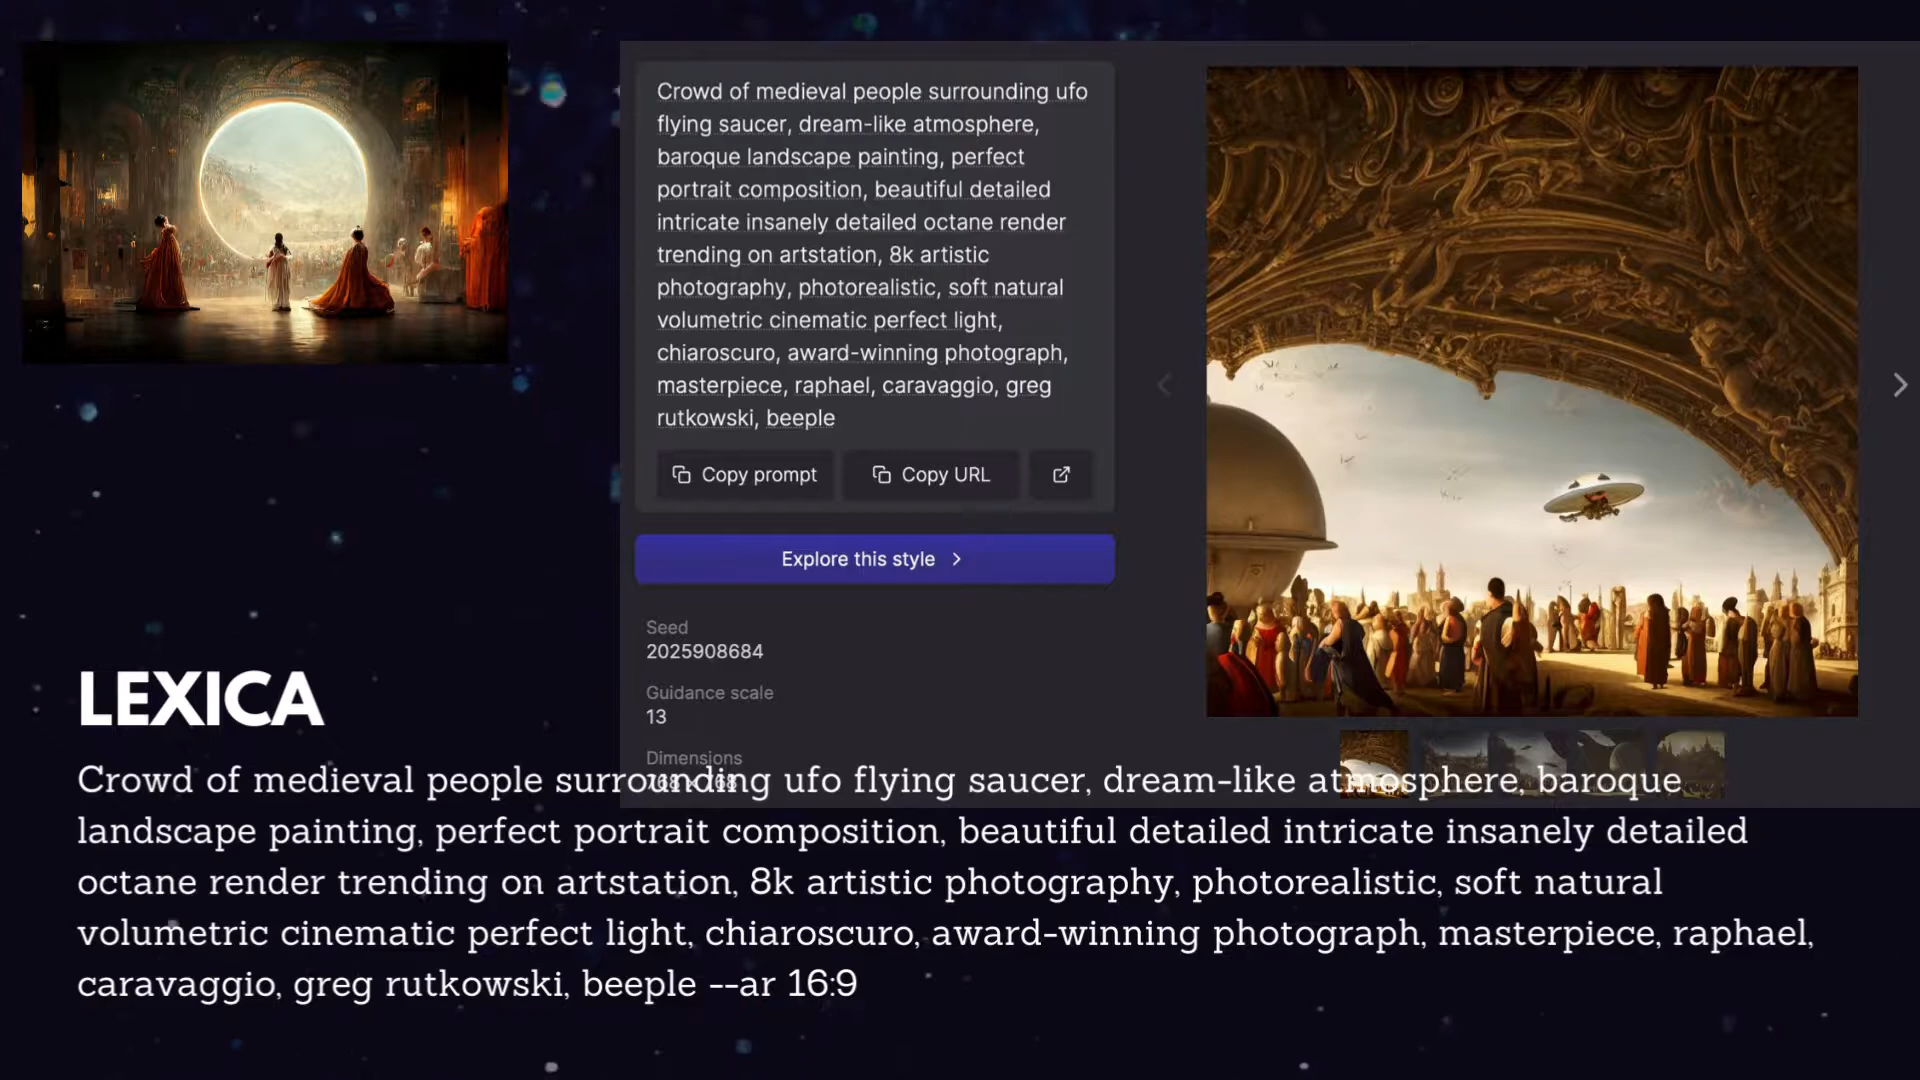 Crowd of medieval people surrounding ufo
flying saucer, dream-like atmosphere,
baroque landscape painting, perfect
portrait composition, beautiful detailed
intricate insanely detailed octane render
trending on artstation, 8k artistic
photography, photorealistic, soft natural
volumetric cinematic perfect light,
chiaroscuro, award-winning photograph,
masterpiece, raphael, caravaggio, greg
rutkowski, beeple
Copy prompt
Copy URL
Explore this style
Seed
2025908684
Guidance scale
13
Dimensions
768 × 768
LEXICA
Crowd of medieval people surrounding ufo flying saucer, dream-like atmosphere, baroque
landscape painting, perfect portrait composition, beautiful detailed intricate insanely detailed
octane render trending on artstation, 8k artistic photography, photorealistic, soft natural
volumetric cinematic perfect light, chiaroscuro, award-winning photograph, masterpiece, raphael,
caravaggio, greg rutkowski, beeple --ar 16:9